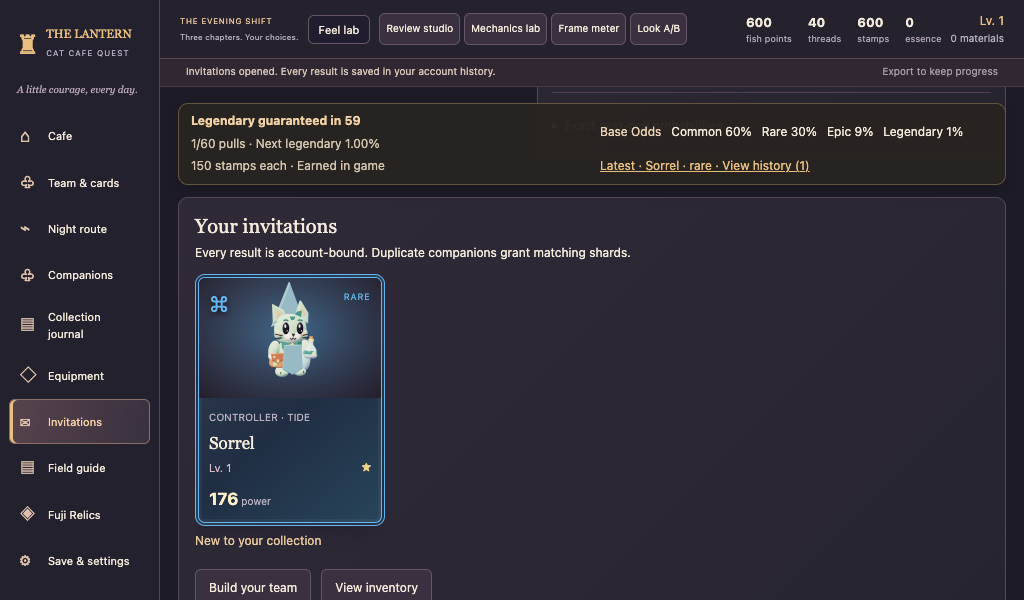 THE LANTERN
CAT CAFE QUEST
A little courage, every day.
Cafe
Team & cards
Night route
Companions
Collection
journal
Equipment
Invitations
Field guide
Fuji Relics
Save & settings
THE EVENING SHIFT
Three chapters. Your choices.
Feel lab
Review studio
Mechanics lab
Frame meter
Look A/B
600 fish points
40 threads
600 stamps
0 essence
Lv. 1
0 materials
Invitations opened. Every result is saved in your account history.
Export to keep progress
Legendary guaranteed in 59
1/60 pulls · Next legendary 1.00%
150 stamps each · Earned in game
Base Odds Common 60% Rare 30% Epic 9% Legendary 1%
Latest · Sorrel · rare · View history (1)
Your invitations
Every result is account-bound. Duplicate companions grant matching shards.
RARE
CONTROLLER · TIDE
Sorrel
Lv. 1
176 power
New to your collection
Build your team
View inventory